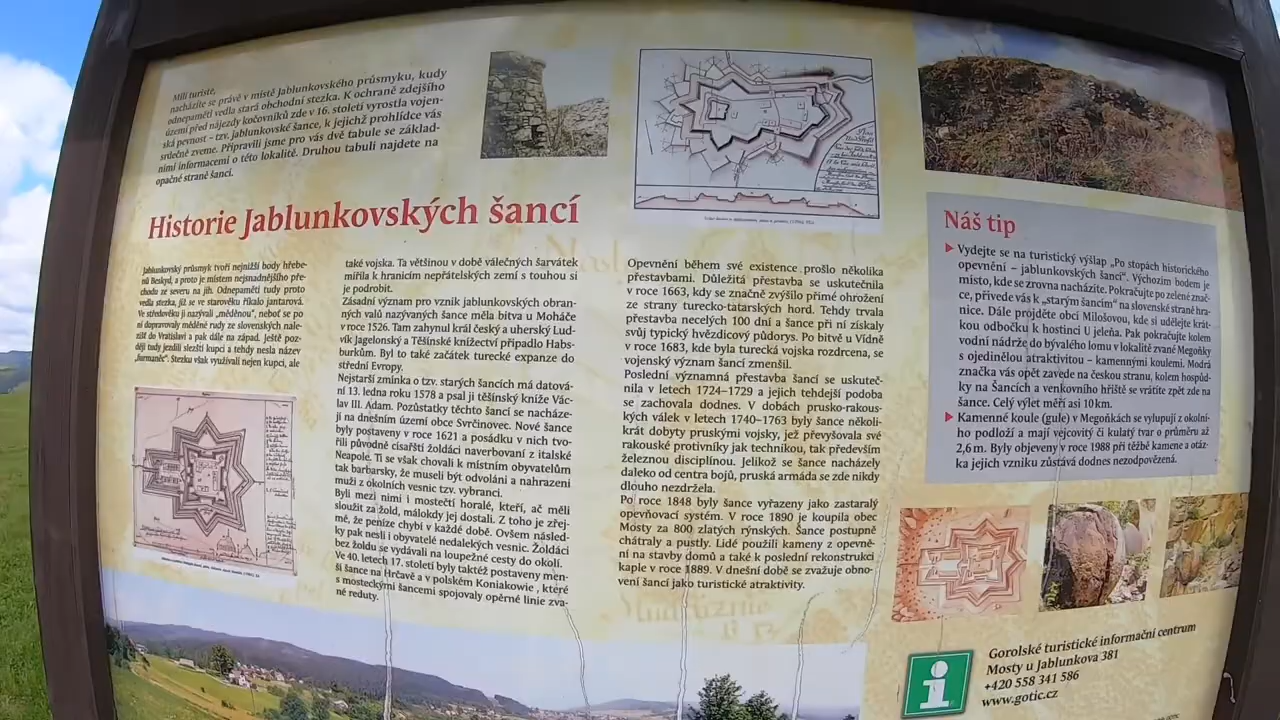 Milí turisté,
nacházíte se právě v místě Jablunkovského průsmyku, kudy
odnepaměti vedla stará obchodní stezka. K ochraně zdejšího
území před nájezdy kočovníků zde v 16. století vyrostla vojen-
ská pevnost – tzv. jablunkovské šance, k jejichž prohlídce vás
srdečně zveme. Připravili jsme pro vás dvě tabule se základ-
ními informacemi o této lokalitě. Druhou tabuli najdete na
opačné straně šancí.
Historie Jablunkovských šancí
Jablunkovský průsmyk tvoří nejnižší body hřebe-
nů Beskyd, a proto je místem nejsnadnějšího pře-
chodu ze severu na jih. Odnepaměti tudy proto
vedla stezka, jíž se ve starověku říkalo jantarová.
Ve středověku ji nazývali „měděnou“, neboť se po
ní dopravovaly měděné rudy ze slovenských nale-
zišť do Vratislavi a pak dále na západ. Ještě poz-
ději tudy jezdili slezští kupci a tehdy nesla název
„furmanče“. Stezku však využívali nejen kupci, ale
také vojska. Ta většinou v době válečných šarvátek
mířila k hranicím nepřátelských zemí s touhou si
je podrobit.
Zásadní význam pro vznik jablunkovských obran-
ných valů nazývaných šance měla bitva u Moháče
v roce 1526. Tam zahynul král český a uherský Lud-
vík Jagelonský a Těšínské knížectví připadlo Habs-
burkům. Byl to také začátek turecké expanze do
střední Evropy.
Nejstarší zmínka o tzv. starých šancích má datová-
ní 13. ledna roku 1578 a psal ji těšínský kníže Vác-
lav III. Adam. Pozůstatky těchto šancí se nacháze-
jí na dnešním území obce Svrčinovec. Nové šance
byly postaveny v roce 1621 a posádku v nich tvo-
řili původně císařští žoldáci naverbovaní z italské
Neapole. Ti se však chovali k místním obyvatelům
tak barbarsky, že museli být odvoláni a nahrazeni
muži z okolních vesnic tzv. vybranci.
Byli mezi nimi i mostečtí horalé, kteří, ač měli
sloužit za žold, málokdy jej dostali. Z toho je zřej-
mé, že peníze chybí v každé době. Ovšem násled-
ky pak nesli i obyvatelé nedalekých vesnic. Žoldáci
bez žoldu se vydávali na loupežné cesty do okolí.
Ve 40. letech 17. století byly taktéž postaveny men-
ší šance na Hrčavě a v polském Koniakowie , které
s mosteckými šancemi spojovaly opěrné linie zva-
né reduty.
Opevnění během své existence prošlo několika
přestavbami. Důležitá přestavba se uskutečnila
v roce 1663, kdy se značně zvýšilo přímé ohrožení
ze strany turecko-tatarských hord. Tehdy trvala
přestavba necelých 100 dní a šance při ní získaly
svůj typický hvězdicový půdorys. Po bitvě u Vídně
v roce 1683, kde byla turecká vojska rozdrcena, se
vojenský význam šancí zmenšil.
Poslední významná přestavba šancí se uskuteč-
nila v letech 1724–1729 a jejich tehdejší podoba
se zachovala dodnes. V dobách prusko-rakous-
kých válek v letech 1740–1763 byly šance několi-
krát dobyty pruskými vojsky, jež převyšovala své
rakouské protivníky jak technikou, tak především
železnou disciplínou. Jelikož se šance nacházely
daleko od centra bojů, pruská armáda se zde nikdy
dlouho nezdržela.
Po roce 1848 byly šance vyřazeny jako zastaralý
opevňovací systém. V roce 1890 je koupila obec
Mosty za 800 zlatých rýnských. Šance postupně
chátraly a pustly. Lidé použili kameny z opevně-
ní na stavby domů a také k poslední rekonstrukci
kaple v roce 1889. V dnešní době se zvažuje obno-
vení šancí jako turistické atraktivity.
Náš tip
Vydejte se na turistický výšlap „Po stopách historického
opevnění – jablunkovských šancí“. Výchozím bodem je
místo, kde se zrovna nacházíte. Pokračujte po zelené znač-
ce, přivede vás k „starým šancím“ na slovenské straně hra-
nice. Dále projděte obcí Milošovou, kde si udělejte krát-
kou odbočku k hostinci U jeleňa. Pak pokračujte kolem
vodní nádrže do bývalého lomu v lokalitě zvané Megoňky
s ojedinělou atraktivitou – kamennými koulemi. Modrá
značka vás opět zavede na českou stranu, kolem hospůd-
ky na Šancích a venkovního hřiště se vrátíte zpět zde na
šance. Celý výlet měří asi 10 km.
Kamenné koule (gule) v Megoňkách se vylupují z okolní-
ho podloží a mají vejcovitý či kulatý tvar o průměru až
2,6 m. Byly objeveny v roce 1988 při těžbě kamene a otáz-
ka jejich vzniku zůstává dodnes nezodpovězená.
Gorolské turistické informační centrum
Mosty u Jablunkova 381
+420 558 341 586
www.gotic.cz